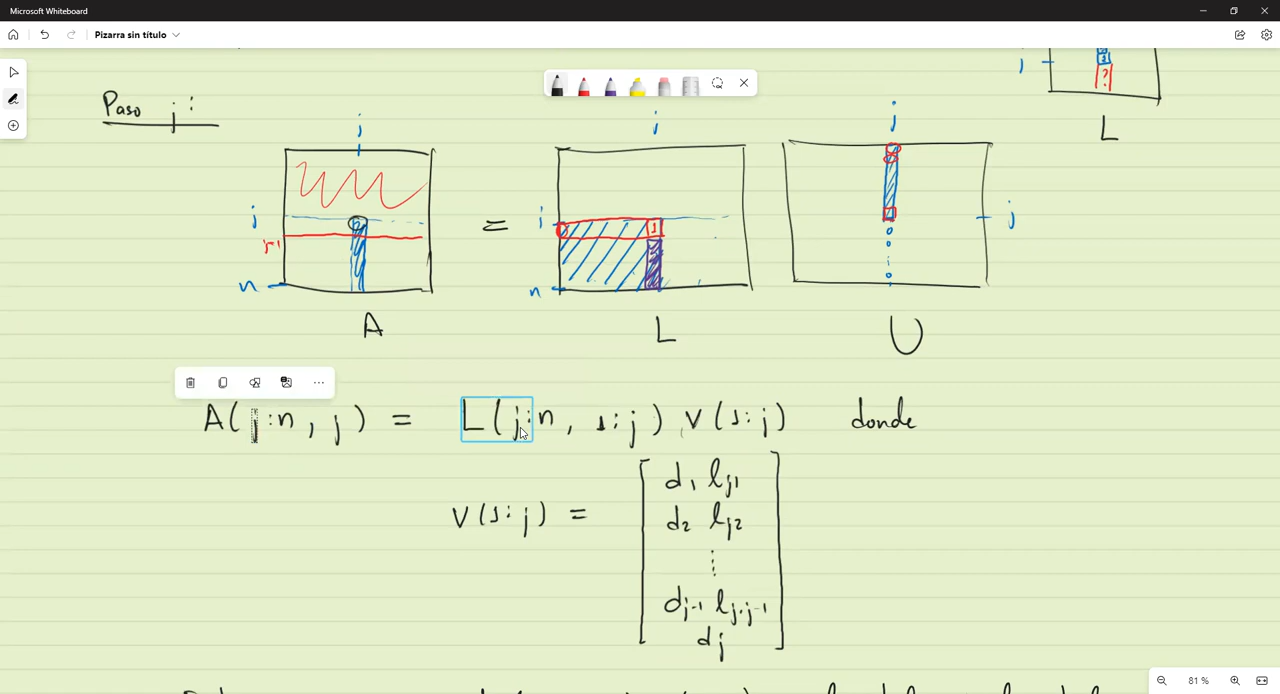 Microsoft Whiteboard
Pizarra sin título
Paso j :
j
?
L
j
j
j
j
j+1
n
A
=
j
1
n
L
j
U
A( j:n , j ) = L( j:n , 1:j ) V(1:j) donde
V(1:j) =
d1 lj1
d2 lj2
⋮
dj-1 lj,j-1
dj
81 %